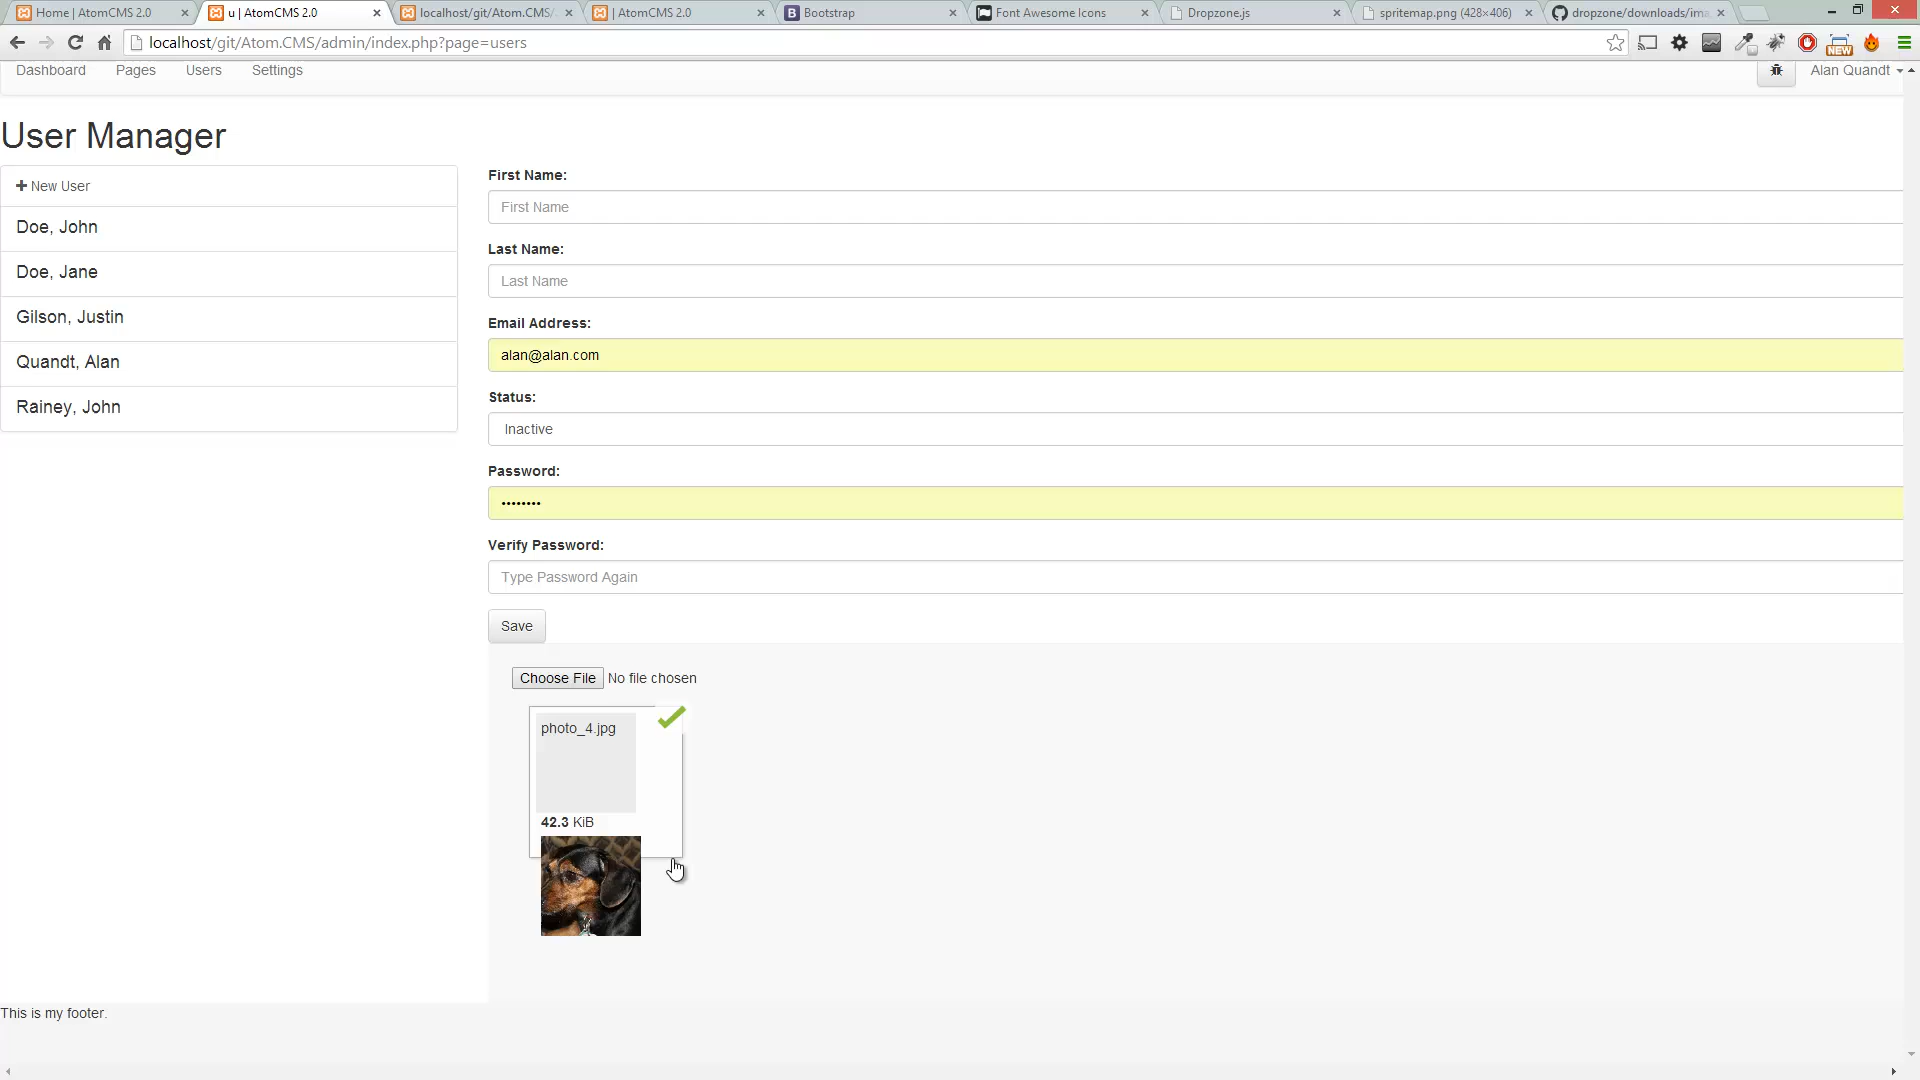 Home | AtomCMS 2.0
u | AtomCMS 2.0
localhost/git/Atom.CMS/
| AtomCMS 2.0
Bootstrap
Font Awesome Icons
Dropzone.js
spritemap.png (428×406)
dropzone/downloads/ima
localhost/git/Atom.CMS/admin/index.php?page=users
NEW
Dashboard
Pages
Users
Settings
Alan Quandt
User Manager
New User
Doe, John
Doe, Jane
Gilson, Justin
Quandt, Alan
Rainey, John
First Name:
First Name
Last Name:
Last Name
Email Address:
alan@alan.com
Status:
Inactive
Password:
••••••••
Verify Password:
Type Password Again
Save
Choose File No file chosen
photo_4.jpg
42.3 KiB
This is my footer.